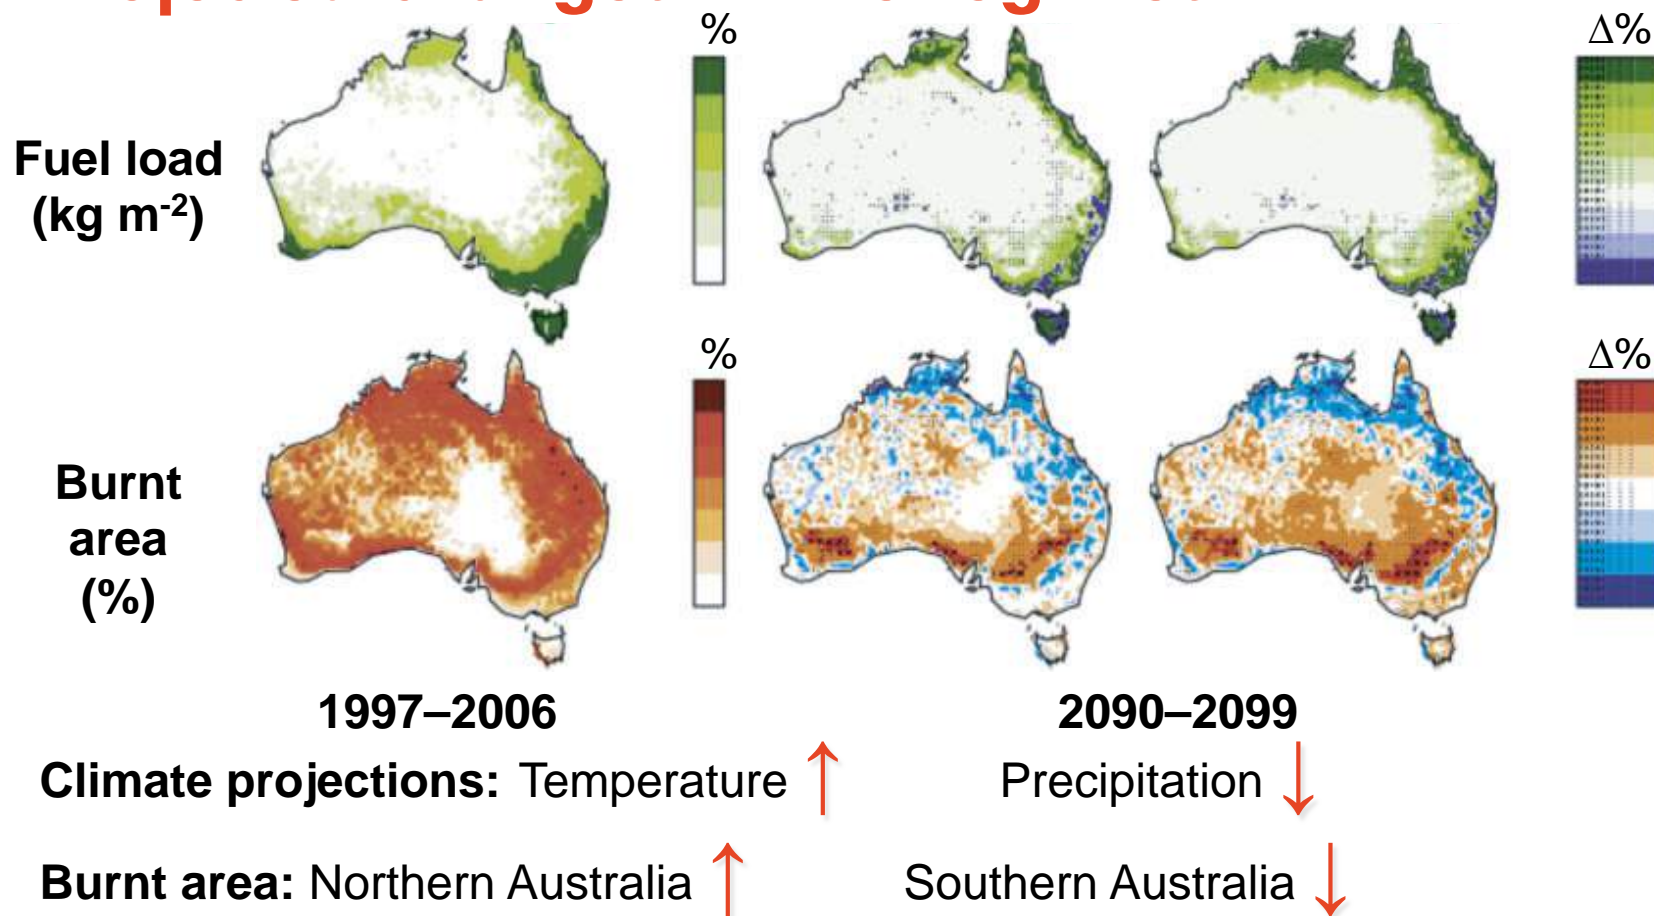 %
Δ%
Fuel load
(kg m-2)
%
Δ%
Burnt
area
(%)
1997–2006
2090–2099
Climate projections: Temperature ↑ Precipitation ↓
Burnt area: Northern Australia ↑ Southern Australia ↓